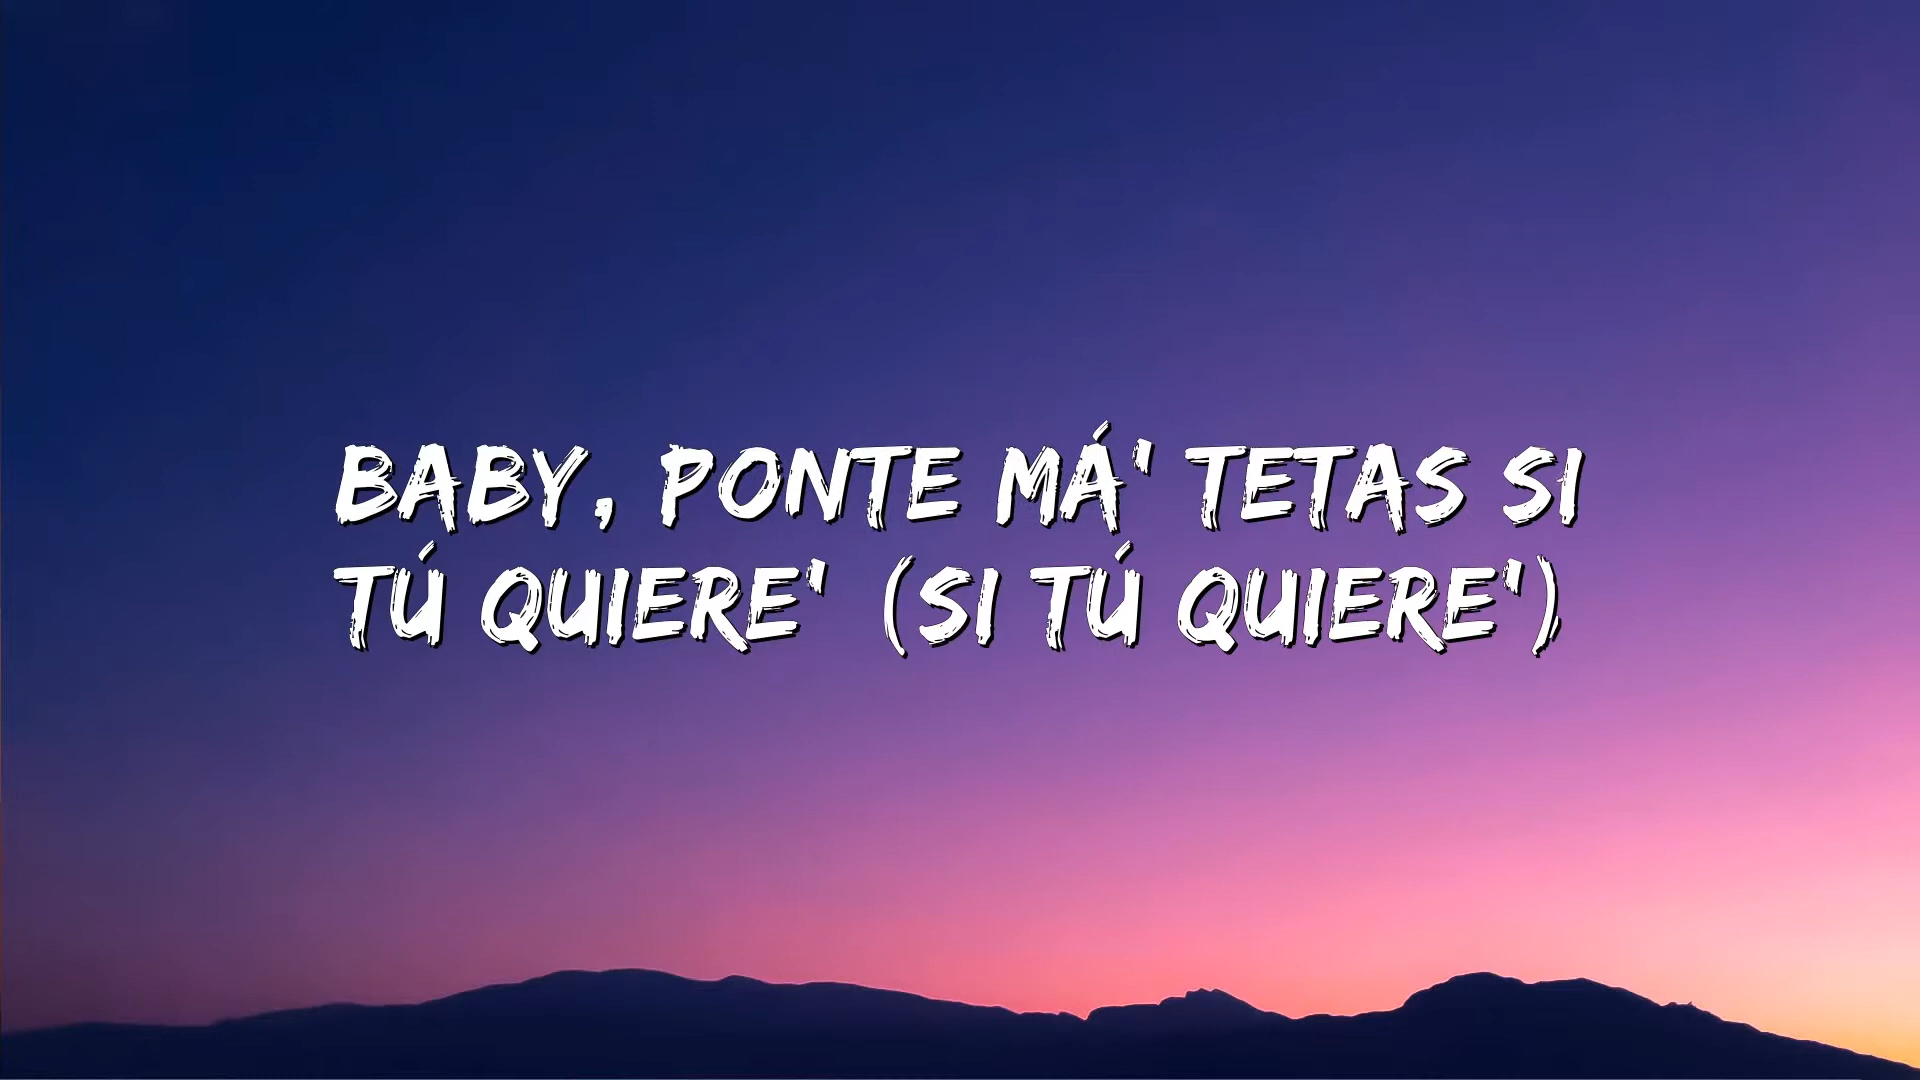 BABY, PONTE MÁ' TETAS SI
TÚ QUIERE' (SI TÚ QUIERE')